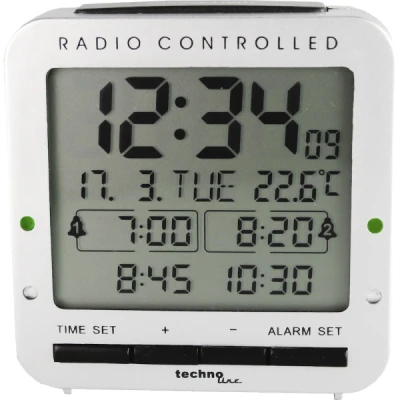 RADIO CONTROLLED
12:34 09
17. 3. TUE 22.6°C
1 7:00 8:20 2
8:45 10:30
TIME SET + − ALARM SET
techno line